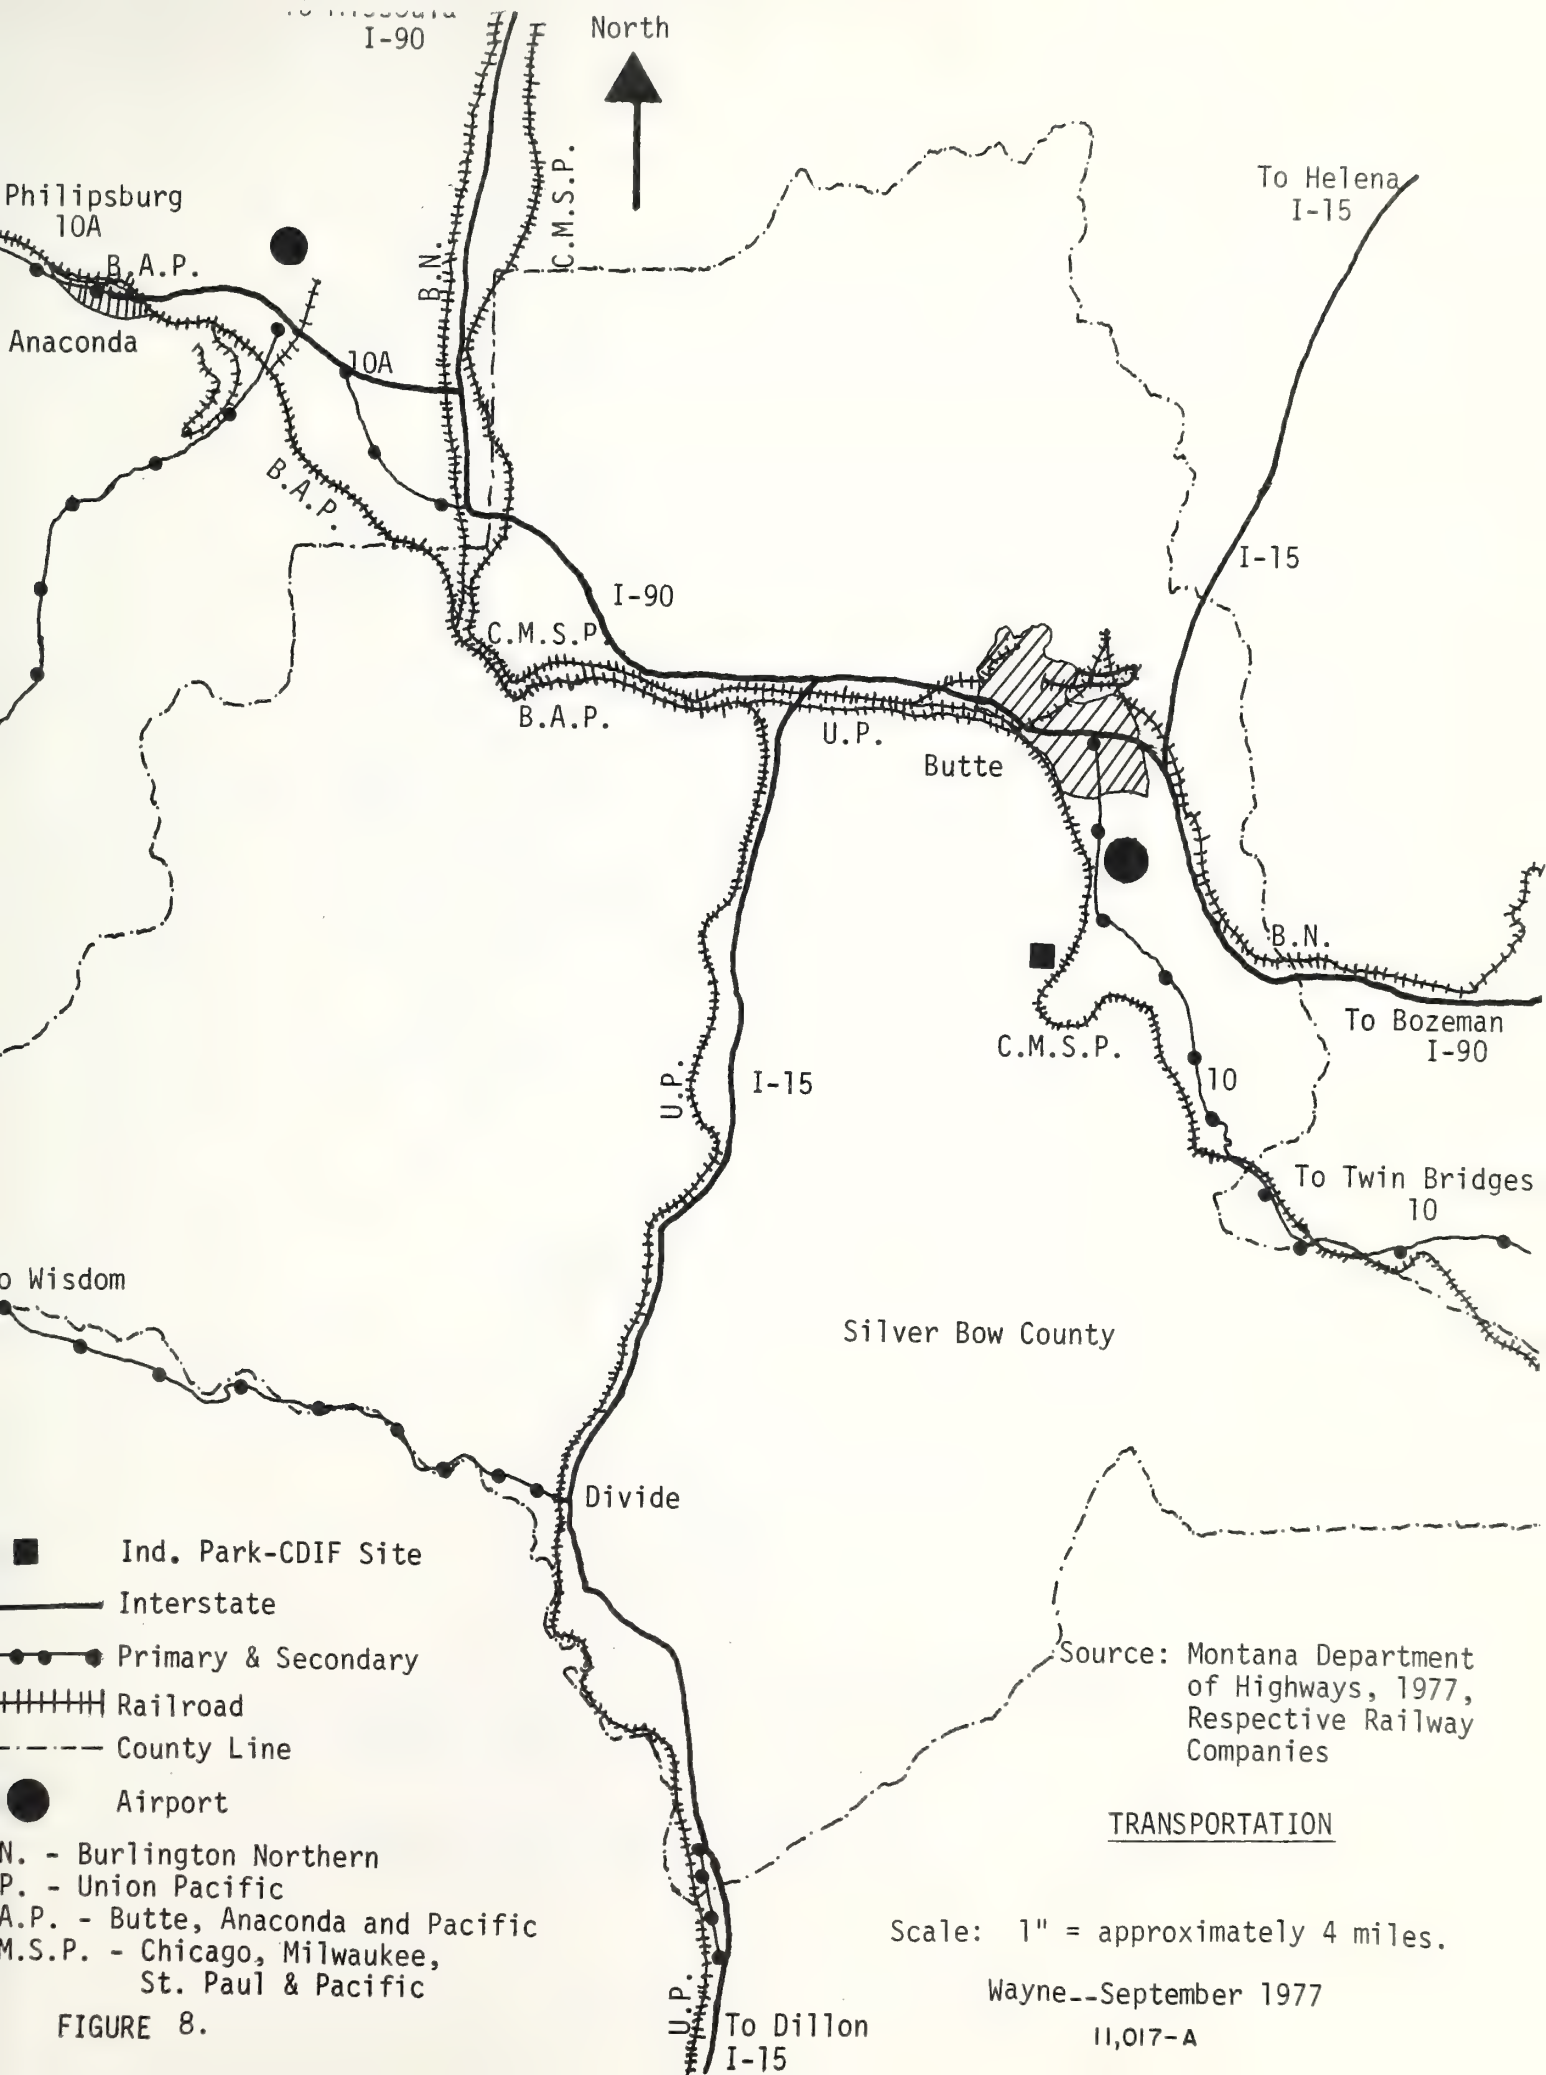 I-90
North
C.M.S.P.
To Helena
I-15
Philipsburg
10A
B.A.P.
B.N.
Anaconda
10A
B.A.P.
I-15
I-90
C.M.S.P.
B.A.P.
U.P.
Butte
B.N.
To Bozeman
I-90
C.M.S.P.
U.P.
I-15
10
To Twin Bridges
10
o Wisdom
Silver Bow County
Divide
Ind. Park-CDIF Site
Interstate
Primary & Secondary
Railroad
County Line
Airport
N. - Burlington Northern
P. - Union Pacific
A.P. - Butte, Anaconda and Pacific
M.S.P. - Chicago, Milwaukee,
St. Paul & Pacific
FIGURE 8.
Source: Montana Department
of Highways, 1977,
Respective Railway
Companies
TRANSPORTATION
Scale: 1" = approximately 4 miles.
Wayne--September 1977
11,017-A
U.P.
To Dillon
I-15